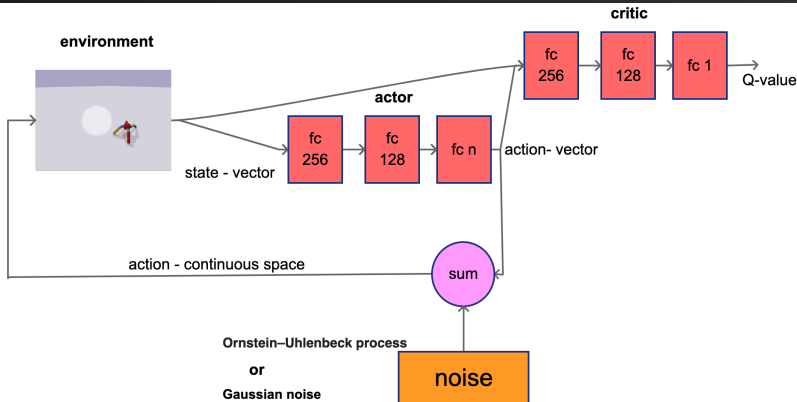 critic
environment
fc
256
fc
128
fc 1
Q-value
actor
fc
256
fc
128
fc n
action- vector
state - vector
action - continuous space
sum
Ornstein–Uhlenbeck process
or
Gaussian noise
noise